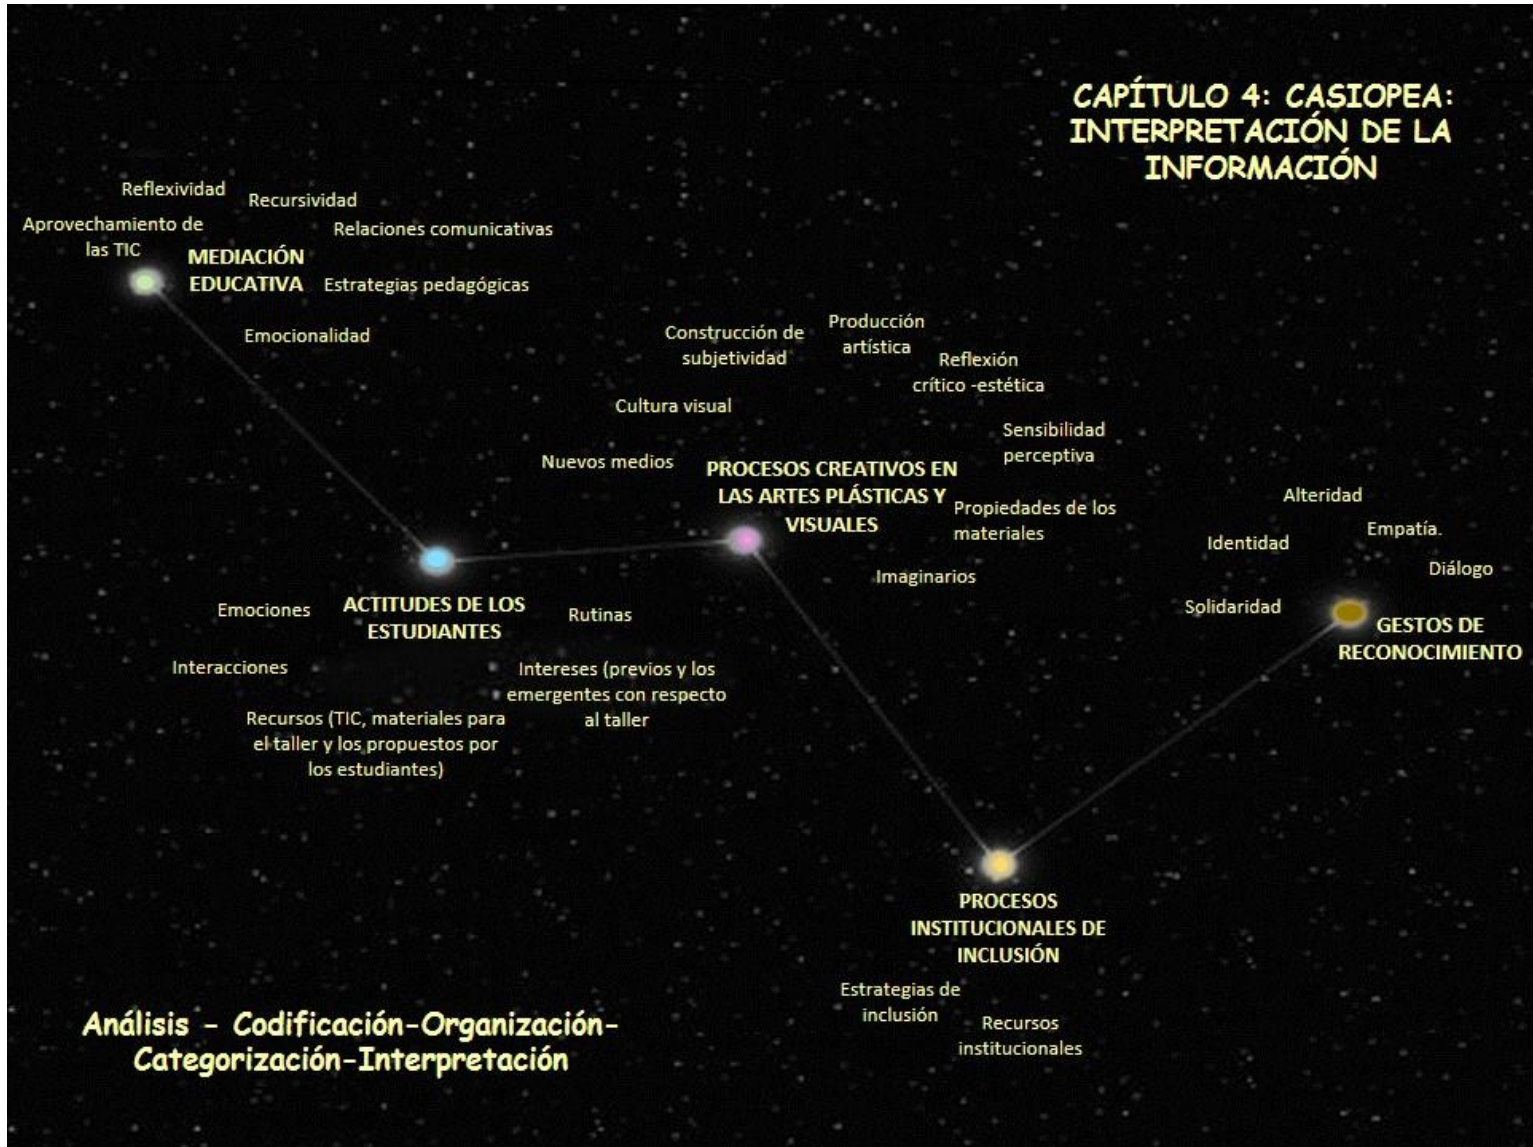 CAPÍTULO 4: CASIOPEA:
INTERPRETACIÓN DE LA
INFORMACIÓN
Reflexividad
Recursividad
Aprovechamiento de
las TIC
Relaciones comunicativas
MEDIACIÓN
EDUCATIVA
Estrategias pedagógicas
Emocionalidad
Construcción de
subjetividad
Producción
artística
Reflexión
crítico -estética
Cultura visual
Sensibilidad
perceptiva
Nuevos medios
PROCESOS CREATIVOS EN
LAS ARTES PLÁSTICAS Y
VISUALES
Propiedades de los
materiales
Imaginarios
Alteridad
Empatía.
Identidad
Diálogo
Solidaridad
GESTOS DE
RECONOCIMIENTO
Emociones
ACTITUDES DE LOS
ESTUDIANTES
Rutinas
Interacciones
Intereses (previos y los
emergentes con respecto
al taller
Recursos (TIC, materiales para
el taller y los propuestos por
los estudiantes)
PROCESOS
INSTITUCIONALES DE
INCLUSIÓN
Estrategias de
inclusión
Recursos
institucionales
Análisis - Codificación-Organización-
Categorización-Interpretación